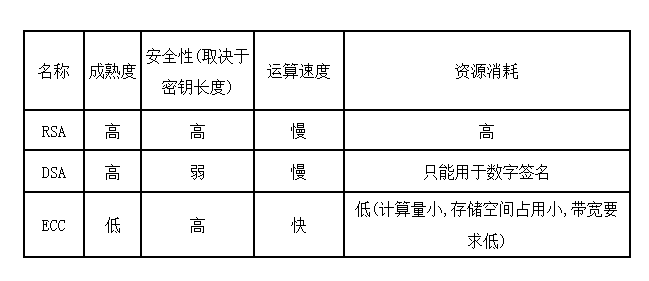 名称 成熟度 安全性(取决于密钥长度) 运算速度 资源消耗
RSA 高 高 慢 高
DSA 高 弱 慢 只能用于数字签名
ECC 低 高 快 低(计算量小,存储空间占用小,带宽要求低)